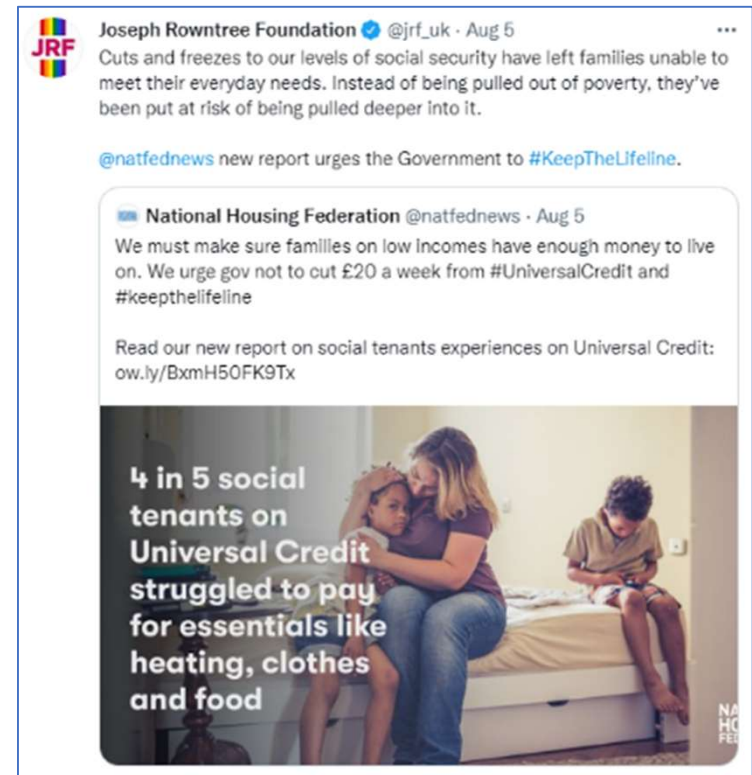 JRF
Joseph Rowntree Foundation @jrf_uk · Aug 5
Cuts and freezes to our levels of social security have left families unable to
meet their everyday needs. Instead of being pulled out of poverty, they've
been put at risk of being pulled deeper into it.
@natfednews new report urges the Government to #KeepTheLifeline.
National Housing Federation @natfednews · Aug 5
We must make sure families on low incomes have enough money to live
on. We urge gov not to cut £20 a week from #UniversalCredit and
#keepthelifeline
Read our new report on social tenants experiences on Universal Credit:
ow.ly/BxmH50FK9Tx
4 in 5 social
tenants on
Universal Credit
struggled to pay
for essentials like
heating, clothes
and food
NA
HO
FED